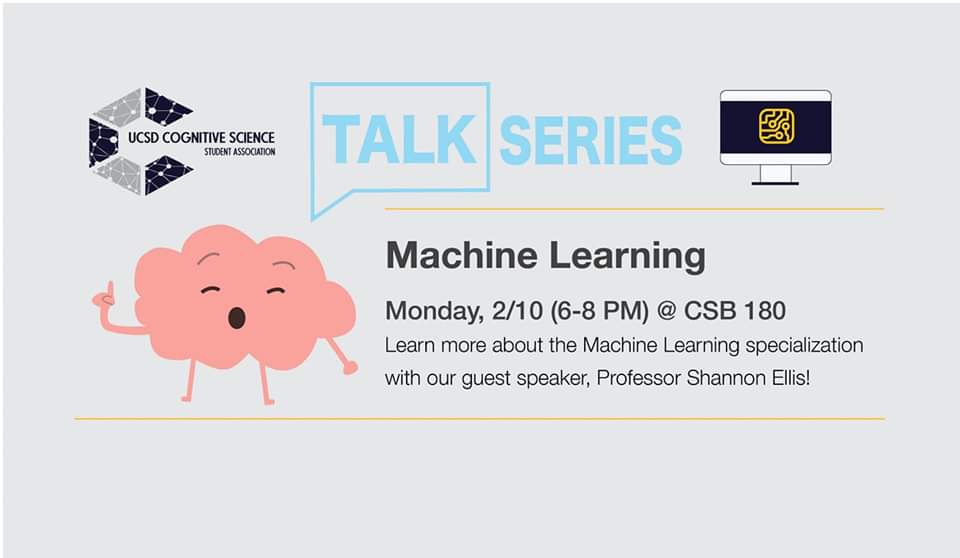 UCSD COGNITIVE SCIENCE
STUDENT ASSOCIATION
TALK SERIES
Machine Learning
Monday, 2/10 (6-8 PM) @ CSB 180
Learn more about the Machine Learning specialization
with our guest speaker, Professor Shannon Ellis!